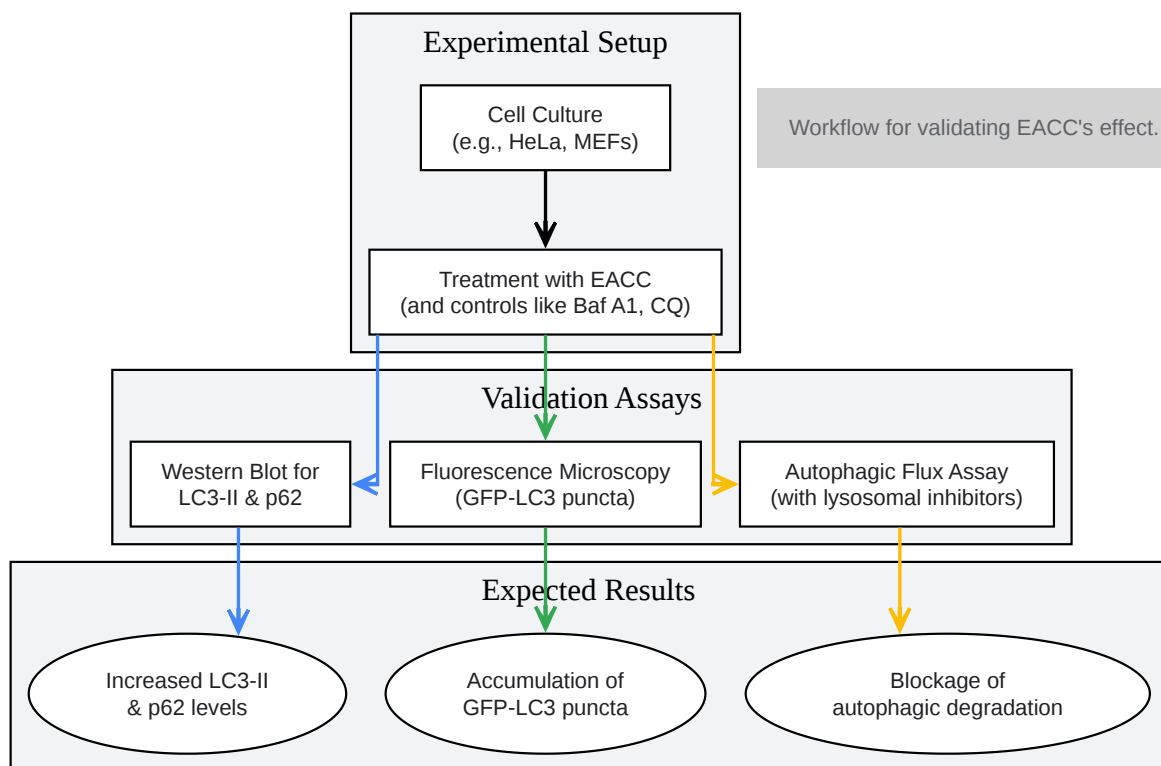 Experimental Setup
Cell Culture
(e.g., HeLa, MEFs)
Workflow for validating EACC's effect.
Treatment with EACC
(and controls like Baf A1, CQ)
Validation Assays
Western Blot for
LC3-II & p62
Fluorescence Microscopy
(GFP-LC3 puncta)
Autophagic Flux Assay
(with lysosomal inhibitors)
Expected Results
Increased LC3-II
& p62 levels
Accumulation of
GFP-LC3 puncta
Blockage of
autophagic degradation